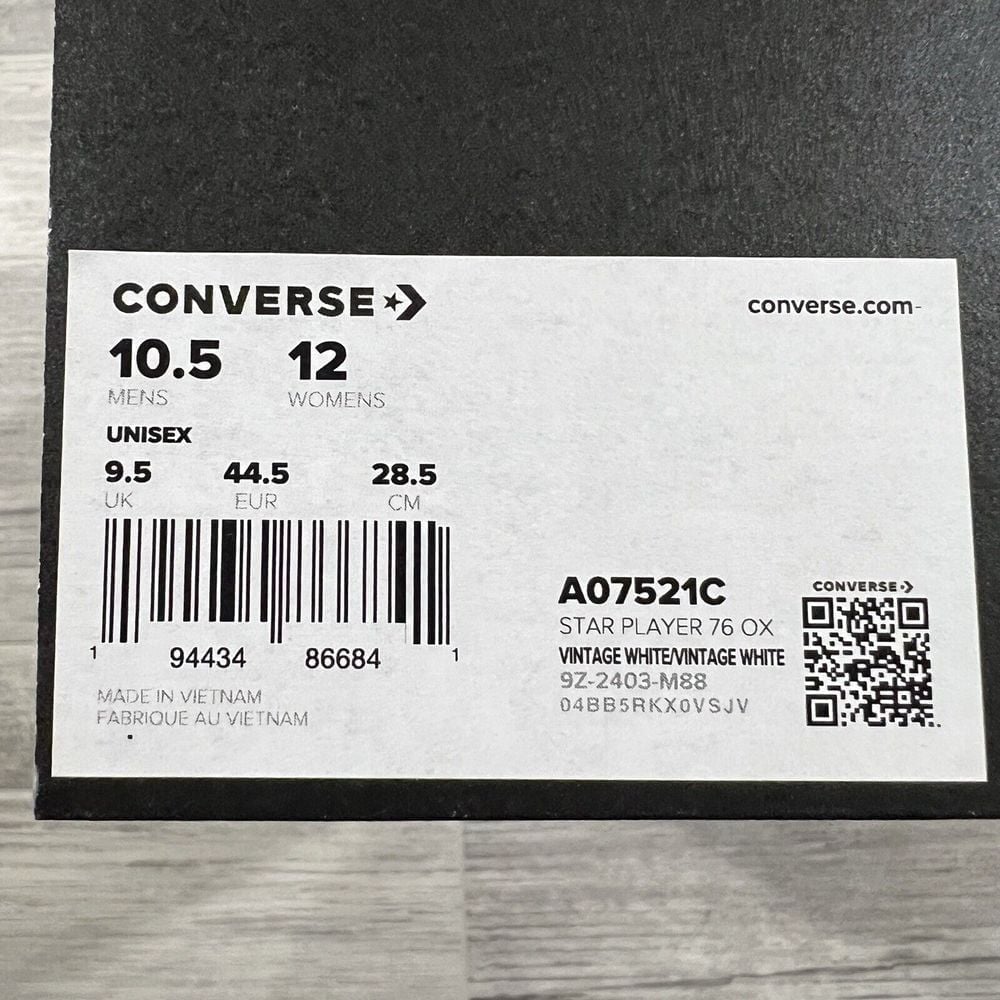 CONVERSE
converse.com
10.5 12
MENS WOMENS
UNISEX
9.5 44.5 28.5
UK EUR CM
1 94434 86684 1
MADE IN VIETNAM
FABRIQUE AU VIETNAM
CONVERSE
A07521C
STAR PLAYER 76 OX
VINTAGE WHITE/VINTAGE WHITE
9Z-2403-M88
04BB5RKX0VSJV